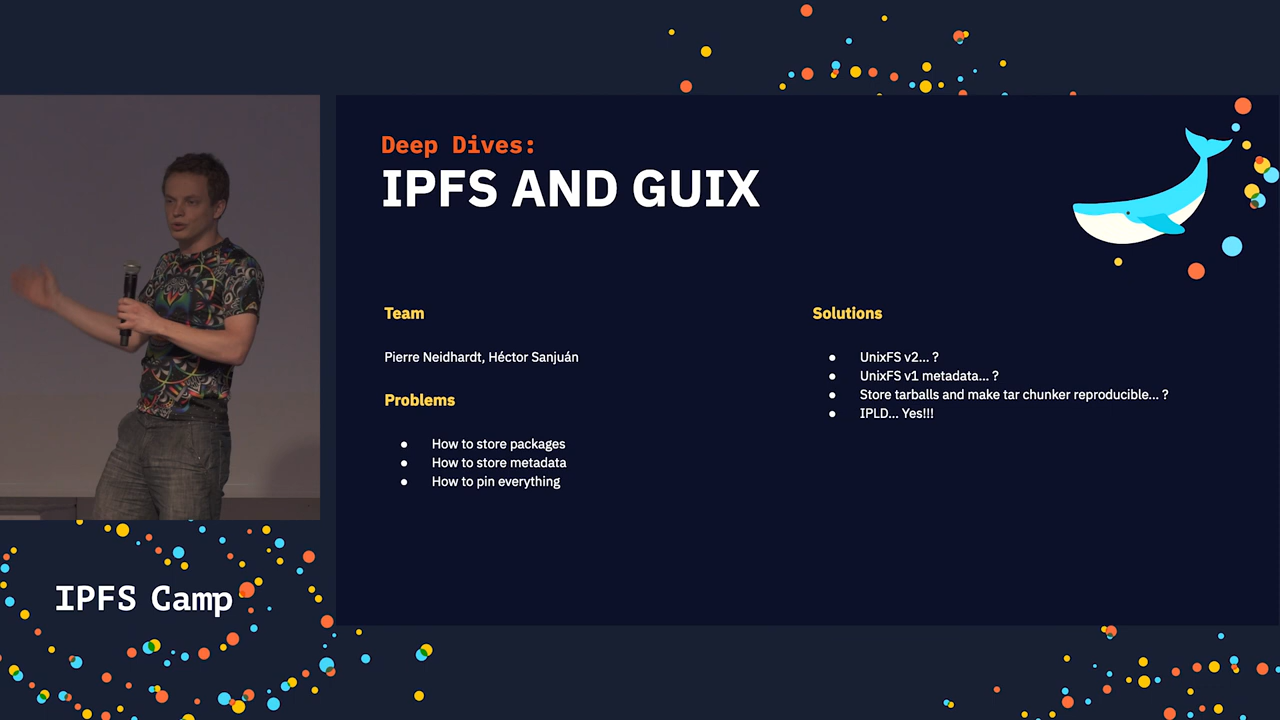 Deep Dives:
IPFS AND GUIX
Team
Pierre Neidhardt, Héctor Sanjuán
Problems
● How to store packages
● How to store metadata
● How to pin everything
Solutions
● UnixFS v2... ?
● UnixFS v1 metadata... ?
● Store tarballs and make tar chunker reproducible... ?
● IPLD... Yes!!!
IPFS Camp